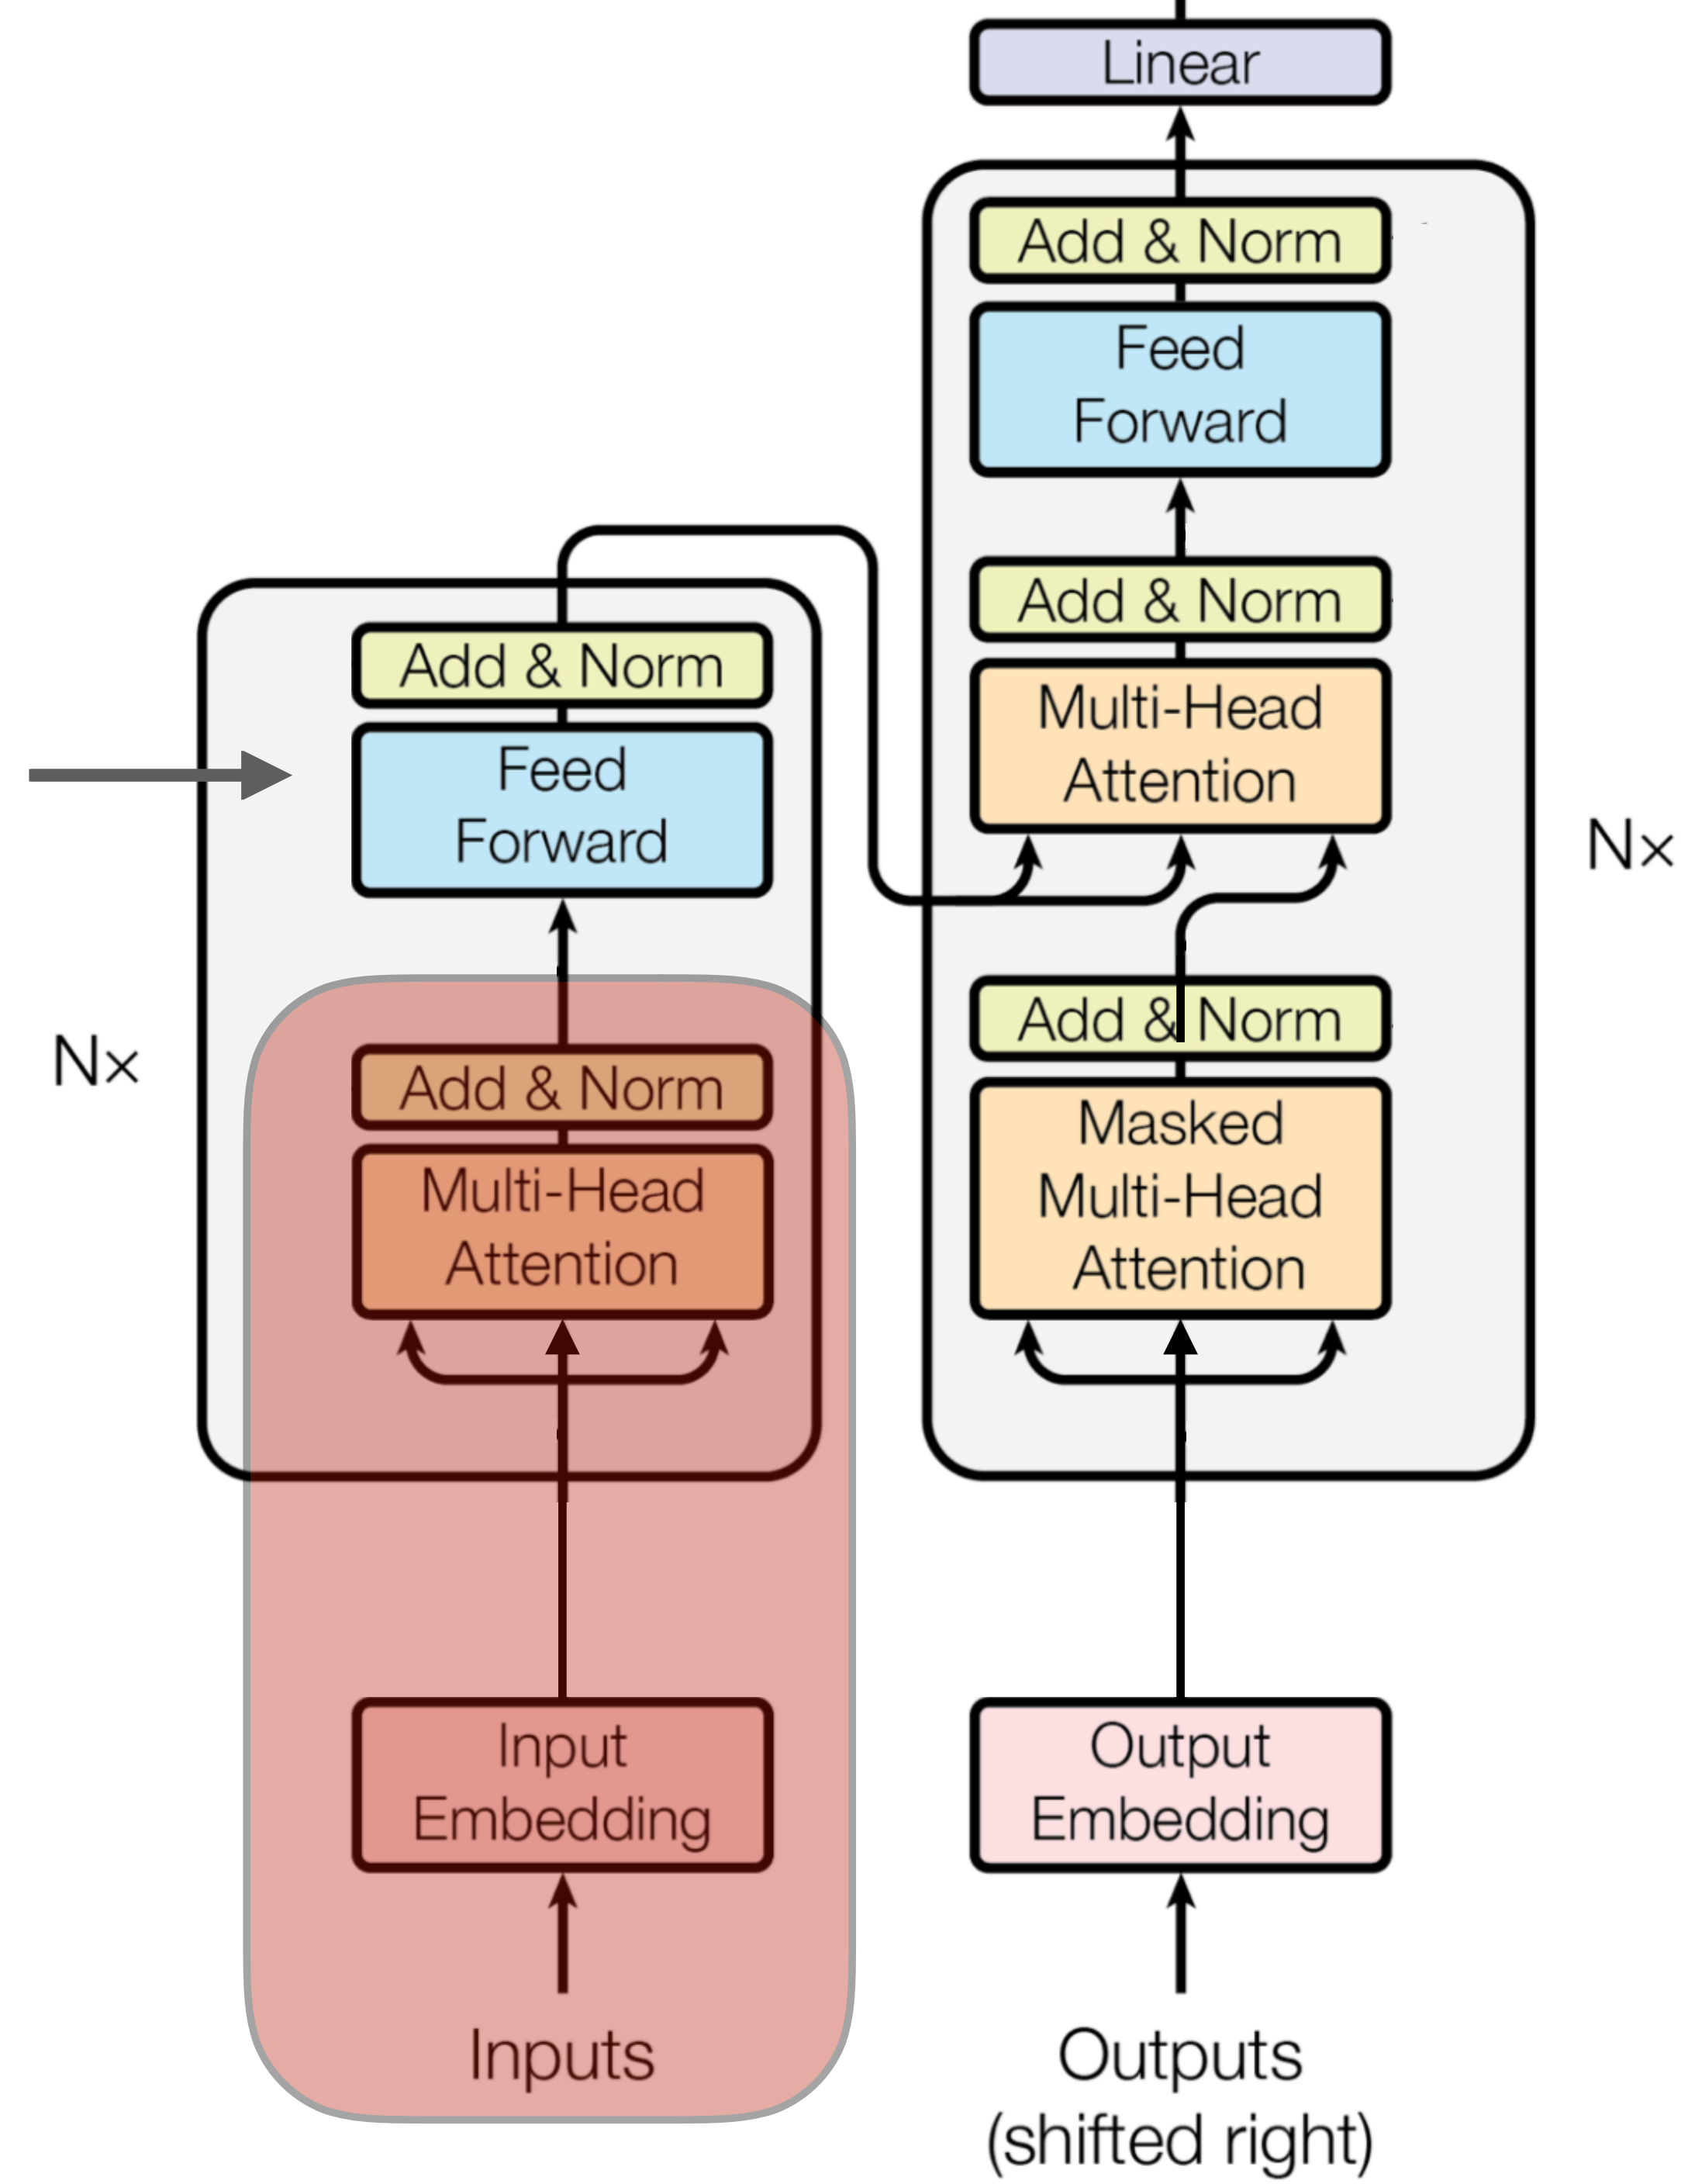 Linear
Add & Norm
Feed
Forward
Add & Norm
Multi-Head
Attention
Nx
Add & Norm
Masked
Multi-Head
Attention
Output
Embedding
Outputs
(shifted right)
Add & Norm
Feed
Forward
Nx
Add & Norm
Multi-Head
Attention
Input
Embedding
Inputs